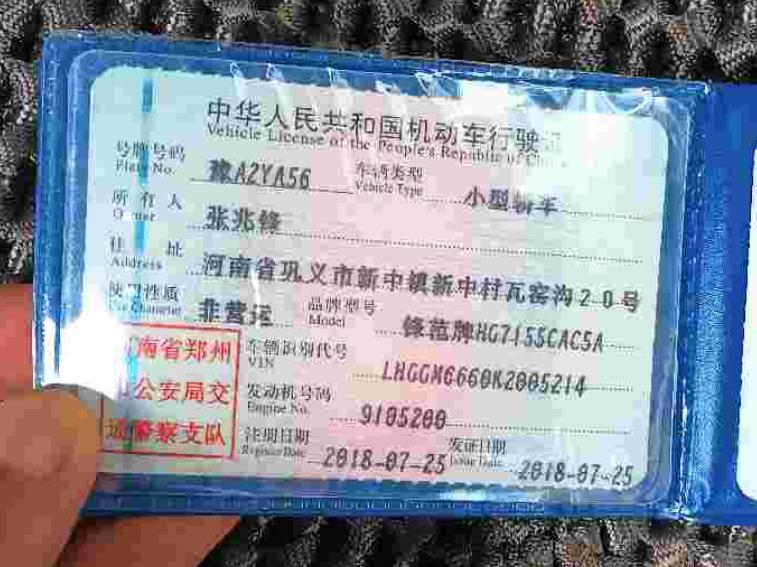 中华人民共和国机动车行驶证
Vehicle License of the People's Republic of China
号牌号码 豫A2YA56 车辆类型 小型轿车
Plate No. Vehicle Type
所有人 张兆锋
Owner
住址 河南省巩义市新中镇新中村瓦窑沟20号
Address
使用性质 非营运 品牌型号 锋范牌HG7155CAC5A
Use Character Model
河南省郑州
市公安局交
通警察支队
车辆识别代号 LHGGM6660K2005214
VIN
发动机号码 9105200
Engine No.
注册日期 2018-07-25 发证日期 2018-07-25
Register Date Issue Date